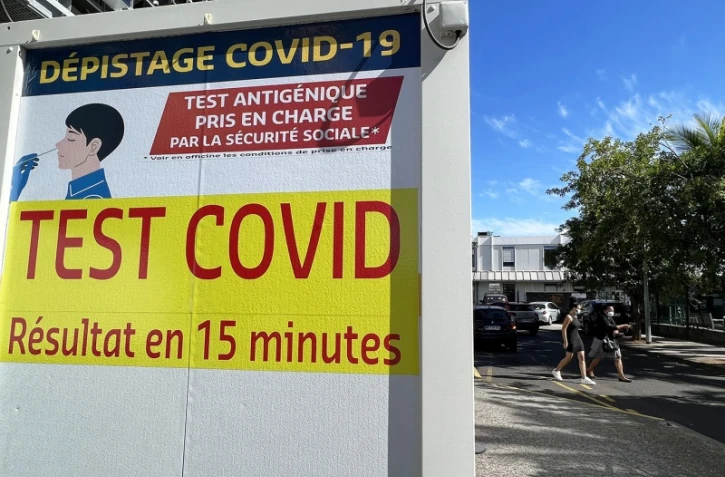 DÉPISTAGE COVID-19
TEST ANTIGÉNIQUE
PRIS EN CHARGE
PAR LA SÉCURITÉ SOCIALE*
* Voir en officine les conditions de prise en charge
TEST COVID
Résultat en 15 minutes